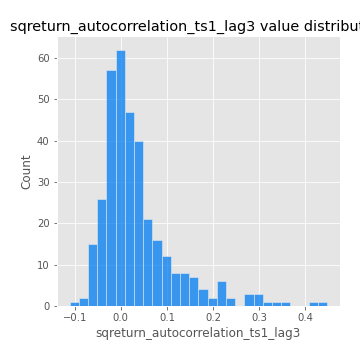 sqreturn_autocorrelation_ts1_lag3 value distribut
60
50
40
30
20
10
0
Count
−0.1 0.0 0.1 0.2 0.3 0.4
sqreturn_autocorrelation_ts1_lag3